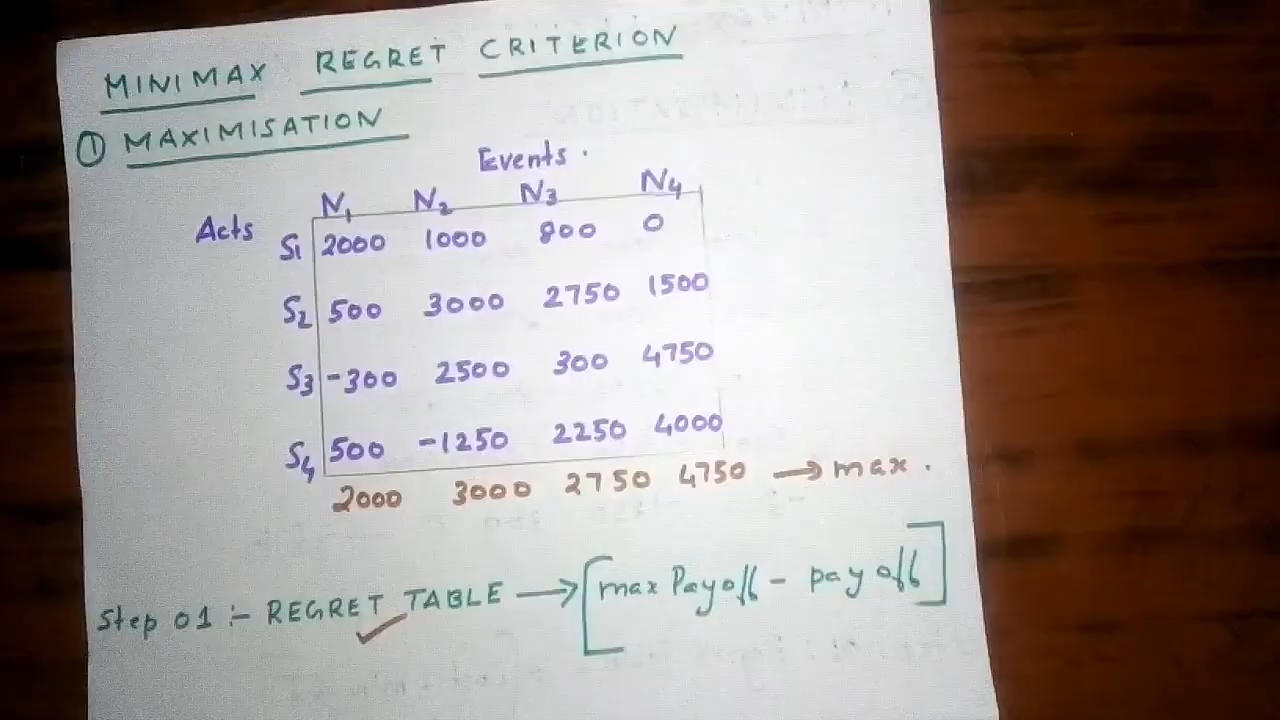 MINIMAX REGRET CRITERION
① MAXIMISATION
Events.
N1 N2 N3 N4
Acts
S1 2000 1000 800 0
S2 500 3000 2750 1500
S3 -300 2500 300 4750
S4 500 -1250 2250 4000
2000 3000 2750 4750 → max.
Step 01 :- REGRET TABLE → [max Payoff - pay off]